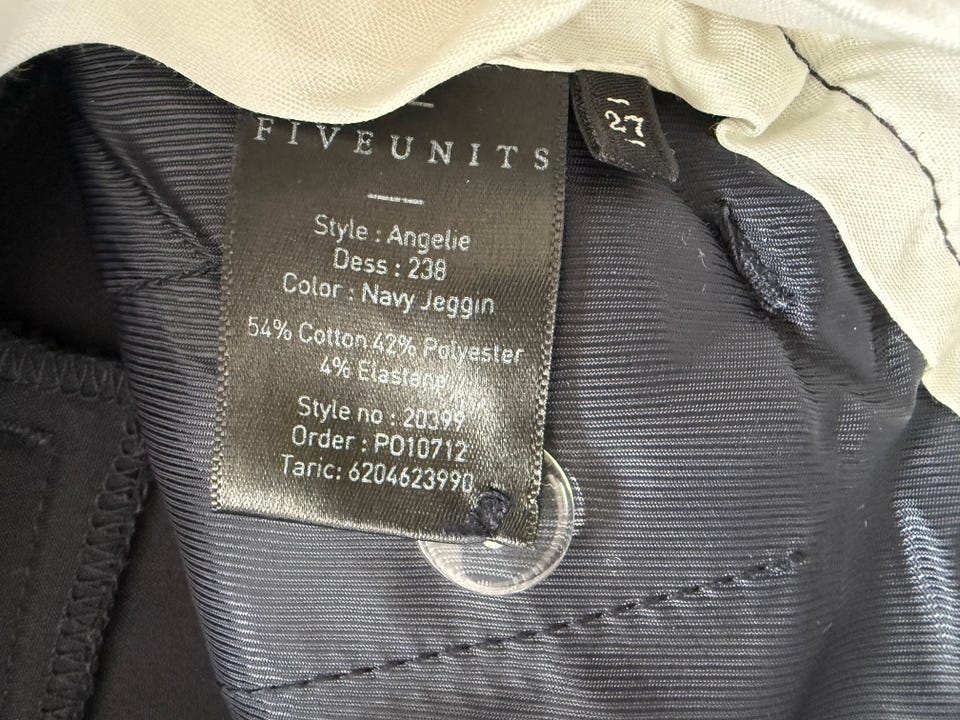 FIVEUNITS
27
Style : Angelie
Dess : 238
Color : Navy Jeggin
54% Cotton 42% Polyester
4% Elastane
Style no : 20399
Order : PO10712
Taric: 6204623990